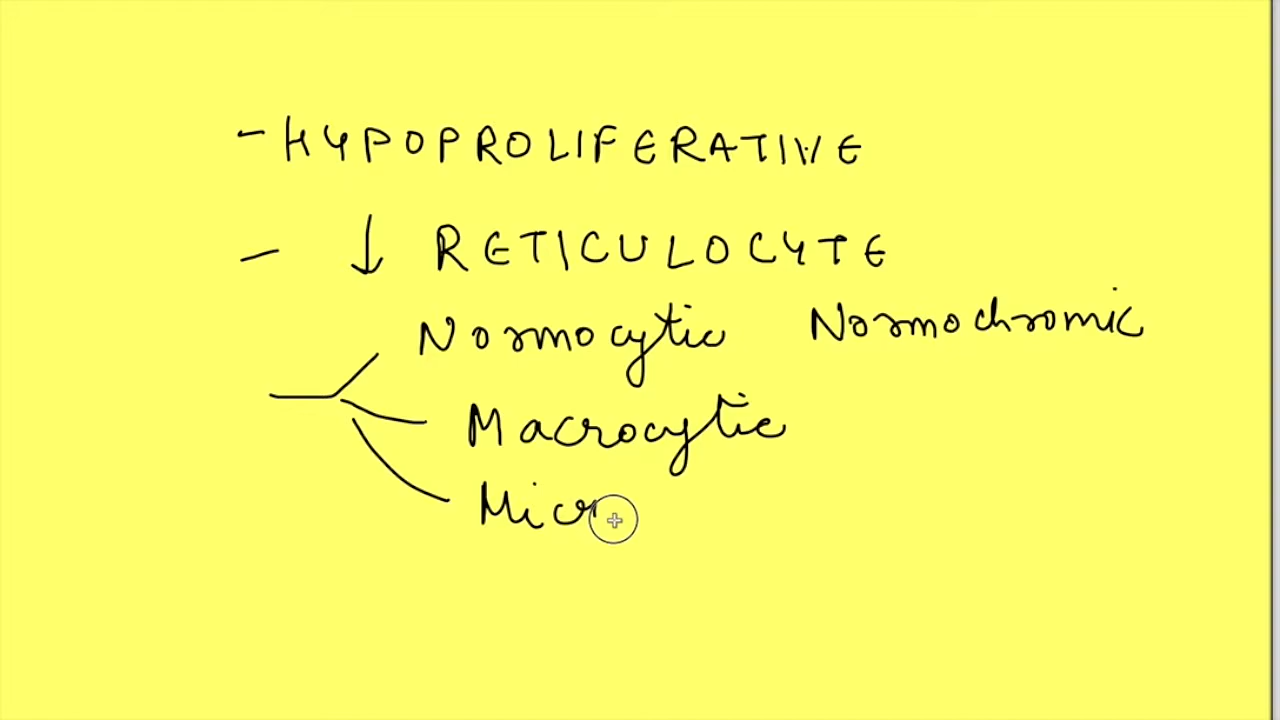 - HYPOPROLIFERATIVE
- ↓ RETICULOCYTE
Normocytic Normochromic
Macrocytic
Micr